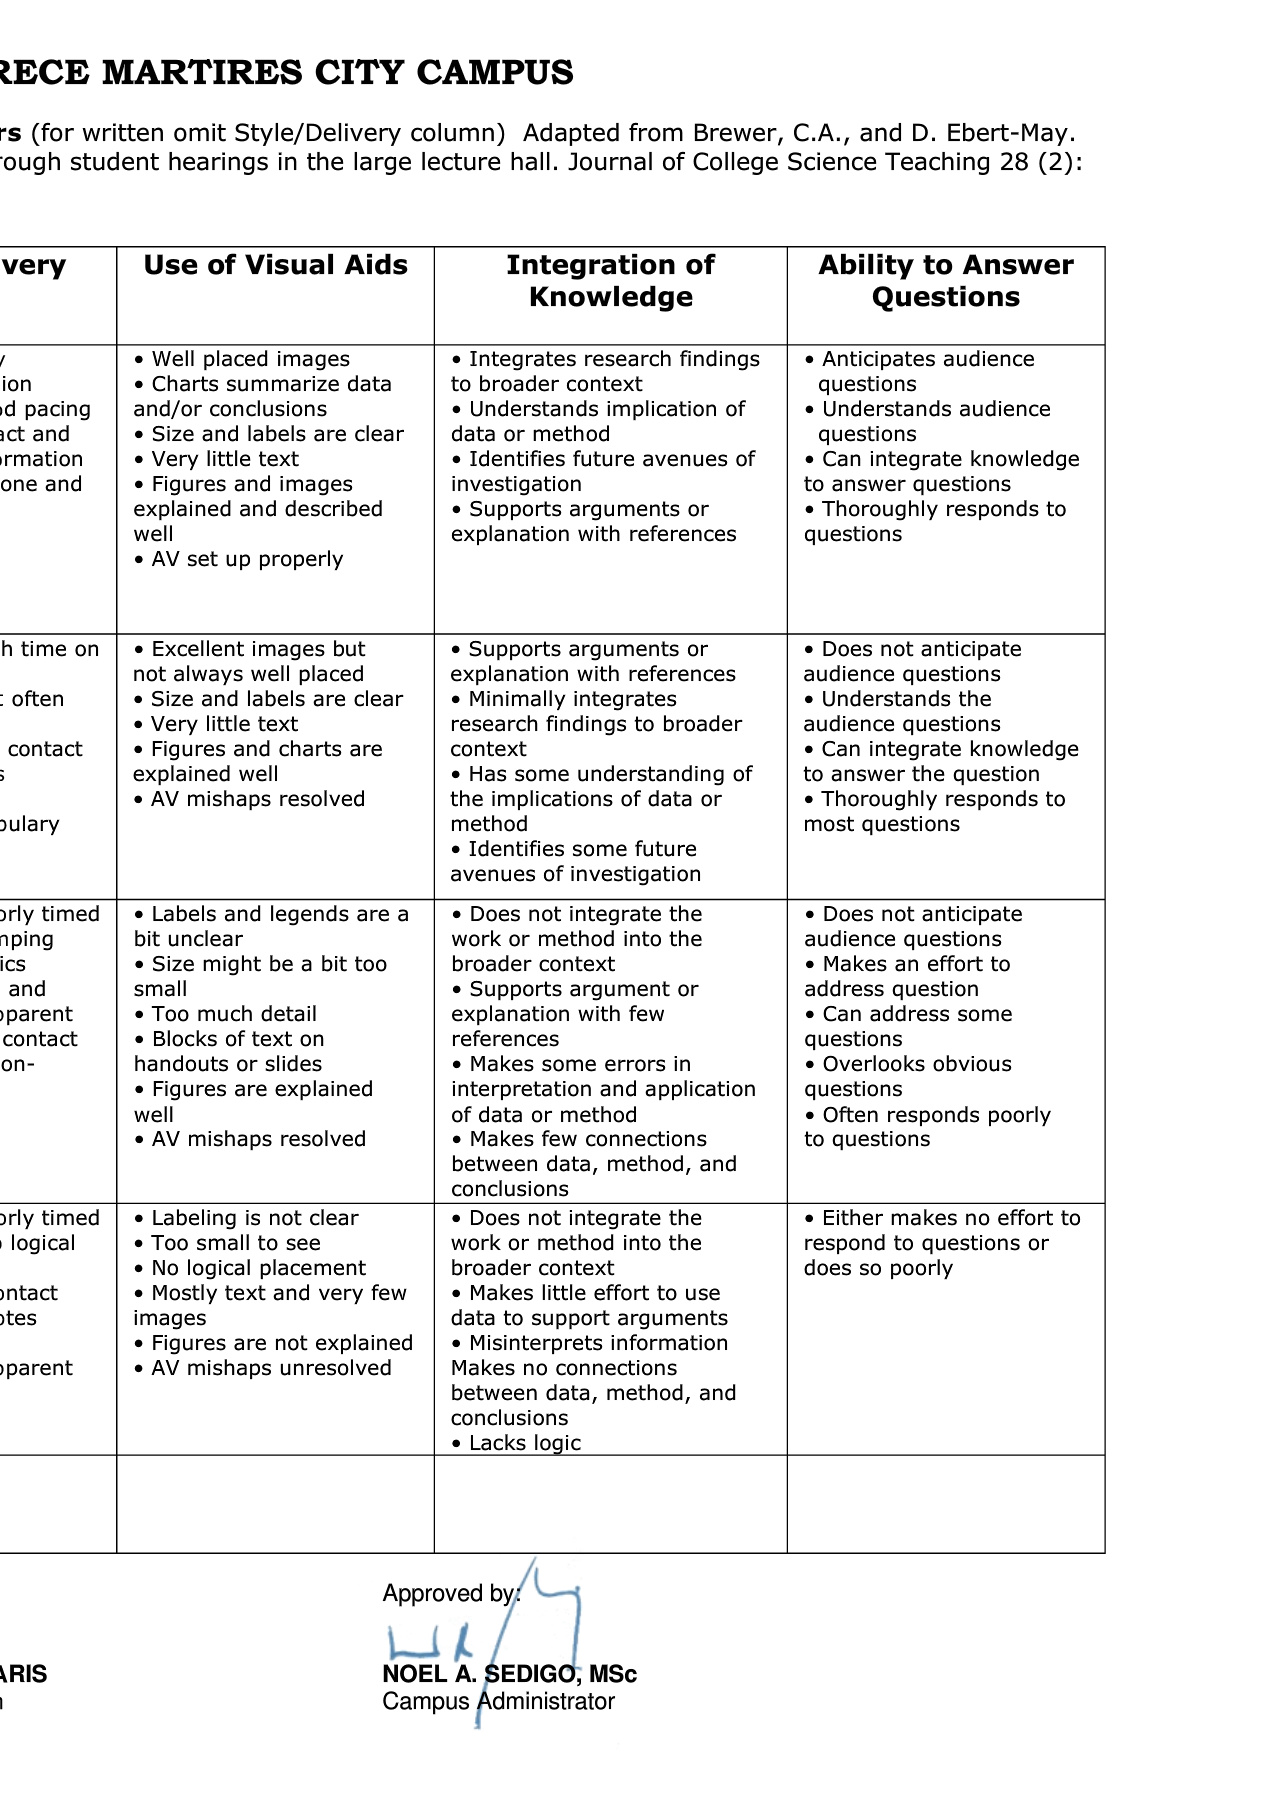 RECE MARTIRES CITY CAMPUS
rs (for written omit Style/Delivery column) Adapted from Brewer, C.A., and D. Ebert-May.
rough student hearings in the large lecture hall. Journal of College Science Teaching 28 (2):
very
Use of Visual Aids
Integration of
Knowledge
Ability to Answer
Questions
y
ion
od pacing
act and
ormation
one and
• Well placed images
• Charts summarize data
and/or conclusions
• Size and labels are clear
• Very little text
• Figures and images
explained and described
well
• AV set up properly
• Integrates research findings
to broader context
• Understands implication of
data or method
• Identifies future avenues of
investigation
• Supports arguments or
explanation with references
• Anticipates audience
questions
• Understands audience
questions
• Can integrate knowledge
to answer questions
• Thoroughly responds to
questions
h time on
t often
contact
s
bulary
• Excellent images but
not always well placed
• Size and labels are clear
• Very little text
• Figures and charts are
explained well
• AV mishaps resolved
• Supports arguments or
explanation with references
• Minimally integrates
research findings to broader
context
• Has some understanding of
the implications of data or
method
• Identifies some future
avenues of investigation
• Does not anticipate
audience questions
• Understands the
audience questions
• Can integrate knowledge
to answer the question
• Thoroughly responds to
most questions
orly timed
mping
ics
and
pparent
contact
on-
• Labels and legends are a
bit unclear
• Size might be a bit too
small
• Too much detail
• Blocks of text on
handouts or slides
• Figures are explained
well
• AV mishaps resolved
• Does not integrate the
work or method into the
broader context
• Supports argument or
explanation with few
references
• Makes some errors in
interpretation and application
of data or method
• Makes few connections
between data, method, and
conclusions
• Does not anticipate
audience questions
• Makes an effort to
address question
• Can address some
questions
• Overlooks obvious
questions
• Often responds poorly
to questions
orly timed
o logical
ontact
otes
pparent
• Labeling is not clear
• Too small to see
• No logical placement
• Mostly text and very few
images
• Figures are not explained
• AV mishaps unresolved
• Does not integrate the
work or method into the
broader context
• Makes little effort to use
data to support arguments
• Misinterprets information
Makes no connections
between data, method, and
conclusions
• Lacks logic
• Either makes no effort to
respond to questions or
does so poorly
Approved by:
ARIS
NOEL A. SEDIGO, MSc
n
Campus Administrator